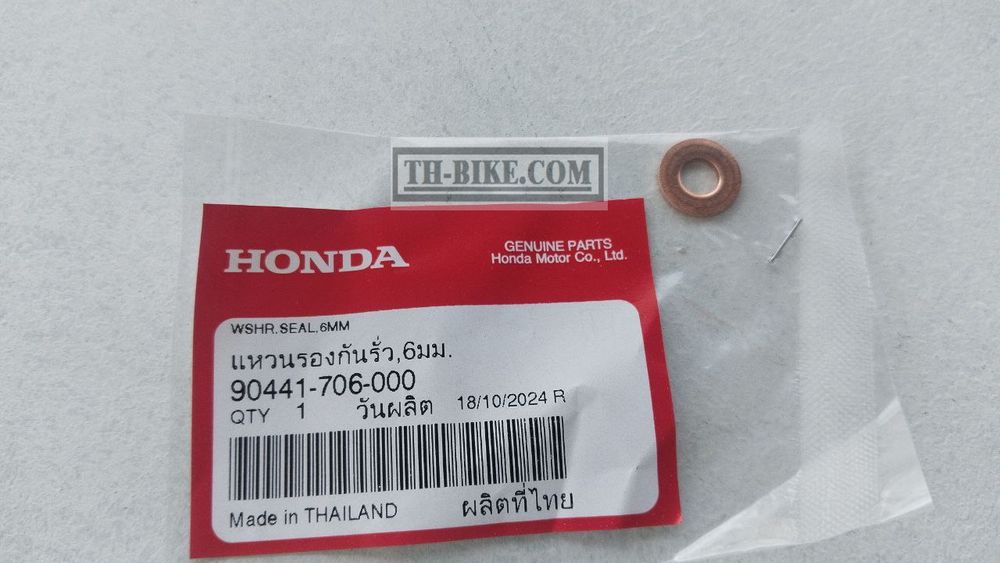 TH-BIKE.COM
HONDA
GENUINE PARTS
Honda Motor Co., Ltd.
WSHR.SEAL,6MM
แหวนรองกันรั่ว,6มม.
90441-706-000
QTY 1 วันผลิต 18/10/2024 R
Made in THAILAND ผลิตที่ไทย